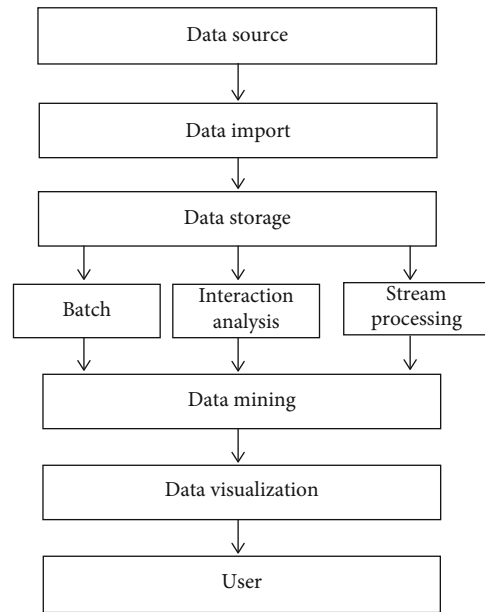 Data source
Data import
Data storage
Batch
Interaction
analysis
Stream
processing
Data mining
Data visualization
User